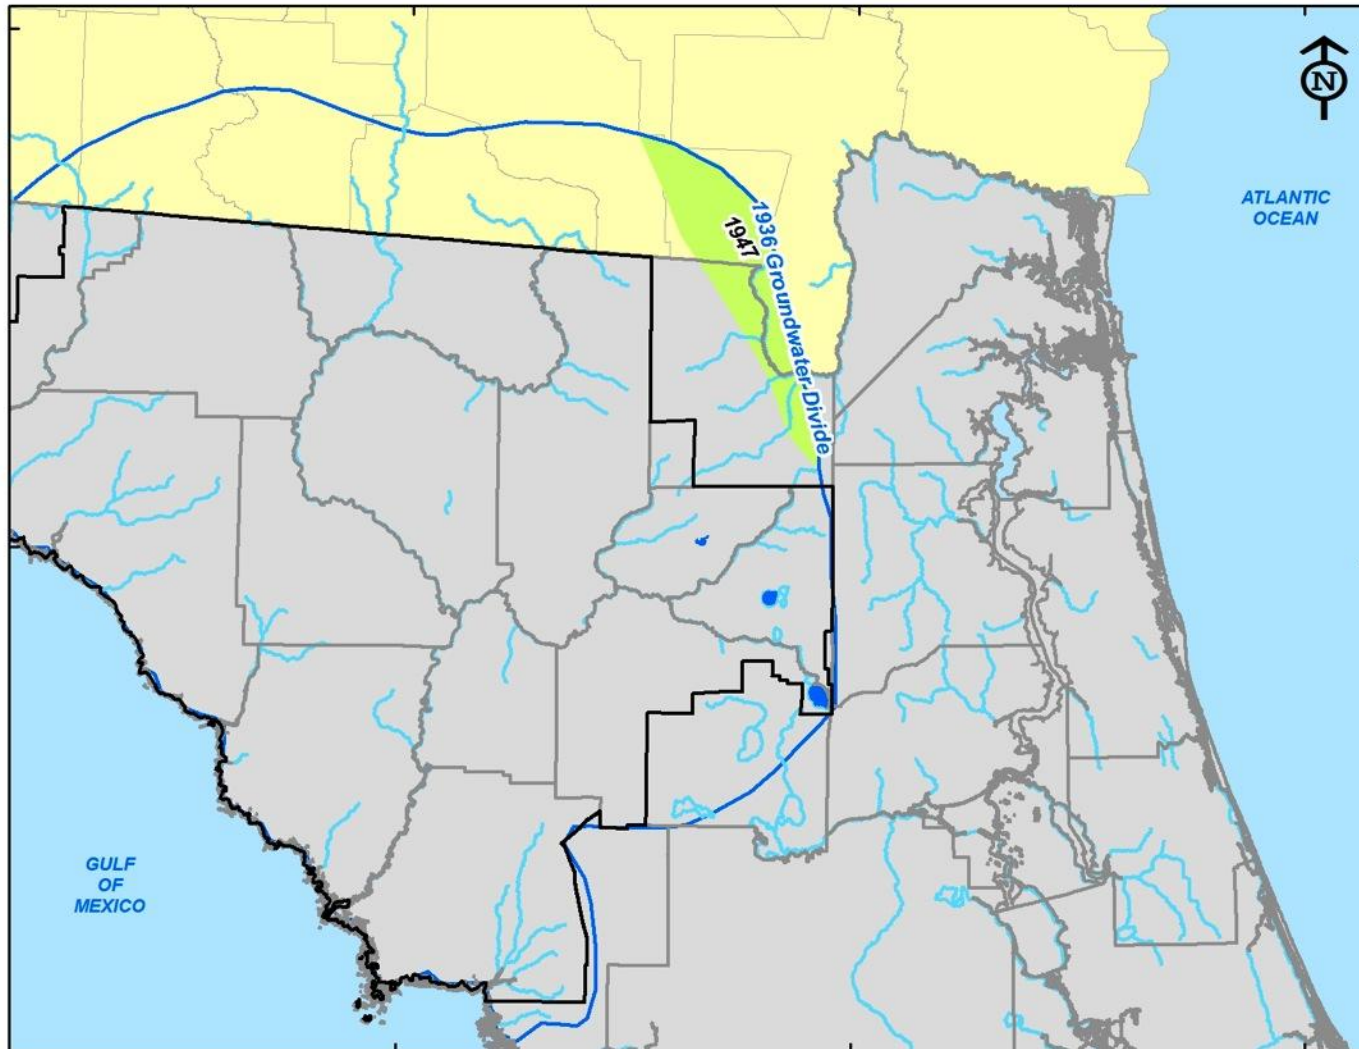 N
ATLANTIC
OCEAN
1936 Groundwater Divide
1947
GULF
OF
MEXICO